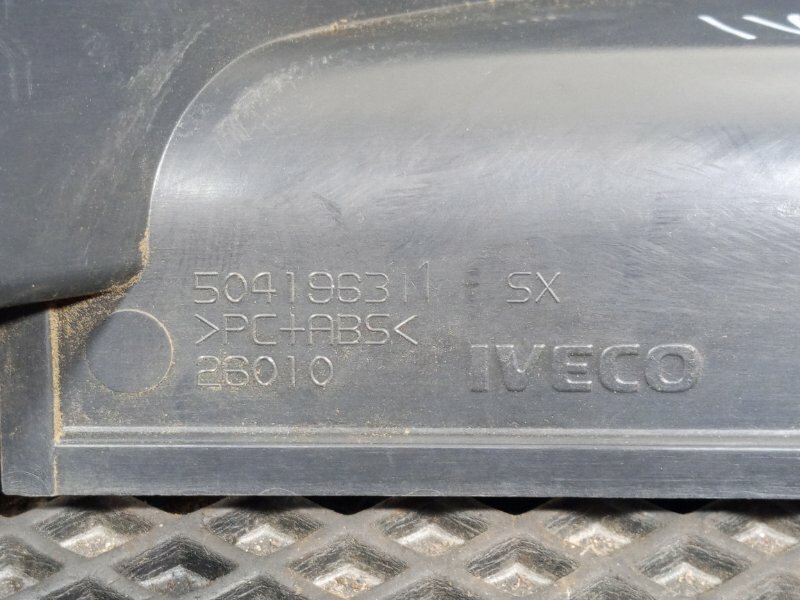 504196311 SX
>PC+ABS<
26010 IVECO